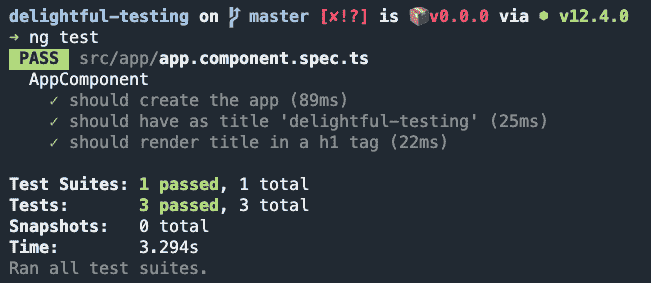 delightful-testing on master [✘!?] is 📦v0.0.0 via ⬢ v12.4.0
➜ ng test
PASS src/app/app.component.spec.ts
AppComponent
✓ should create the app (89ms)
✓ should have as title 'delightful-testing' (25ms)
✓ should render title in a h1 tag (22ms)
Test Suites: 1 passed, 1 total
Tests: 3 passed, 3 total
Snapshots: 0 total
Time: 3.294s
Ran all test suites.